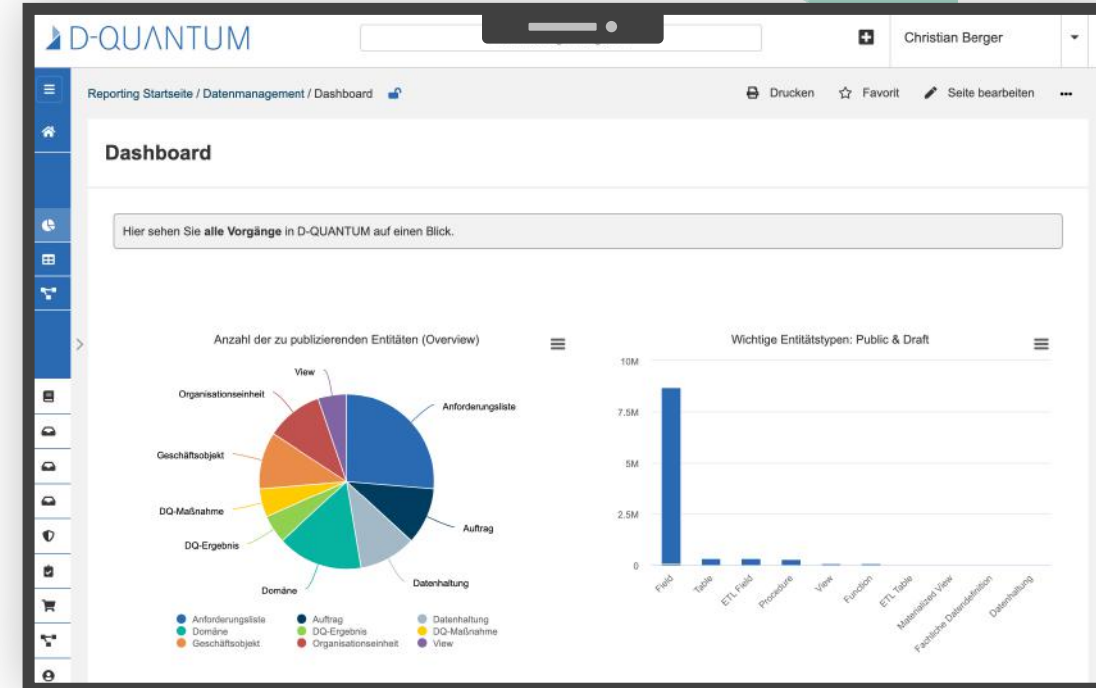 D-QUANTUM
Christian Berger
Reporting Startseite / Datenmanagement / Dashboard
Drucken
Favorit
Seite bearbeiten
Dashboard
Hier sehen Sie alle Vorgänge in D-QUANTUM auf einen Blick.
Anzahl der zu publizierenden Entitäten (Overview)
View
Organisationseinheit
Anforderungsliste
Geschäftsobjekt
DQ-Maßnahme
Auftrag
DQ-Ergebnis
Datenhaltung
Domäne
Anforderungsliste
Auftrag
Datenhaltung
Domäne
DQ-Ergebnis
DQ-Maßnahme
Geschäftsobjekt
Organisationseinheit
View
Wichtige Entitätstypen: Public & Draft
10M
7.5M
5M
2.5M
0
Field
Table
ETL Field
Procedure
View
Function
ETL Table
Materialized View
Fachliche Datendefinition
Datenhaltung